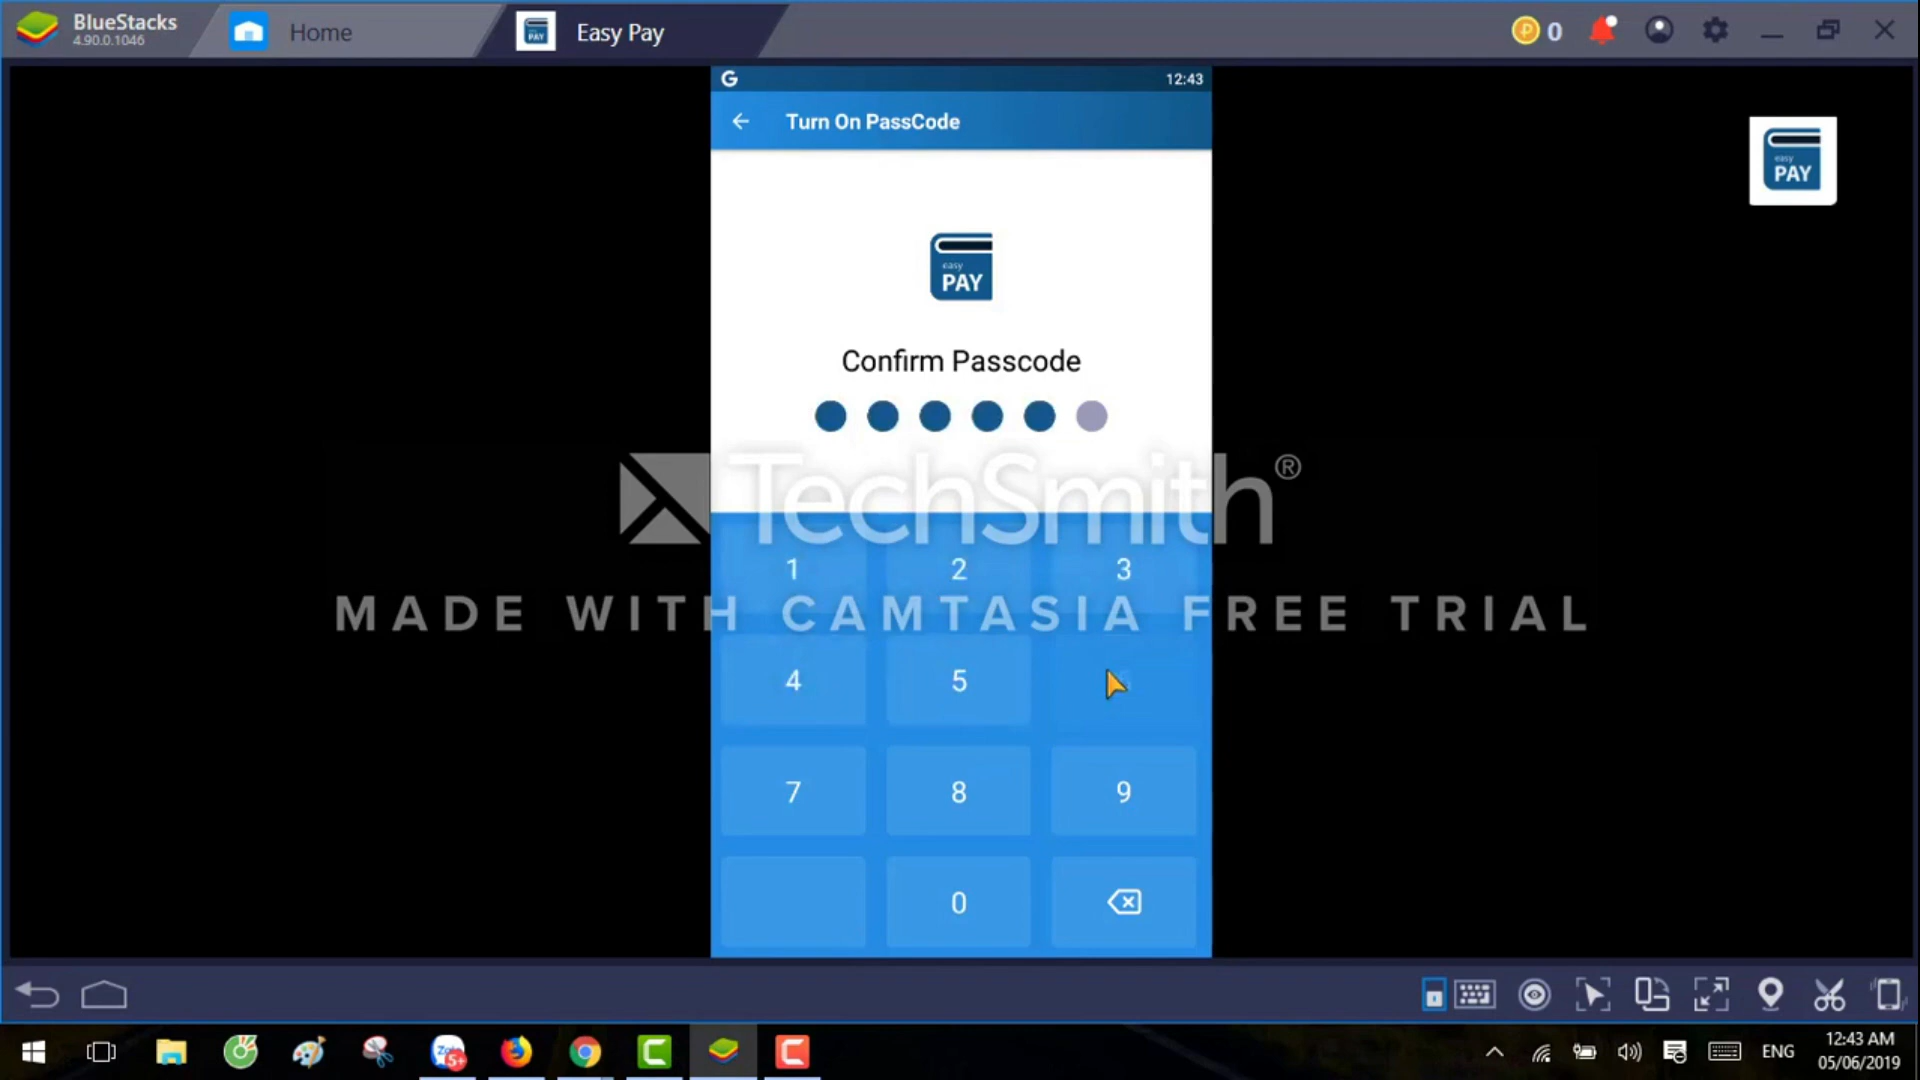 BlueStacks
4.90.0.1046
Home
Easy Pay
0
12:43
Turn On PassCode
easy
PAY
easy
PAY
Confirm Passcode
TechSmith®
1 2 3
MADE WITH CAMTASIA FREE TRIAL
4 5
7 8 9
0
ENG
12:43 AM
05/06/2019